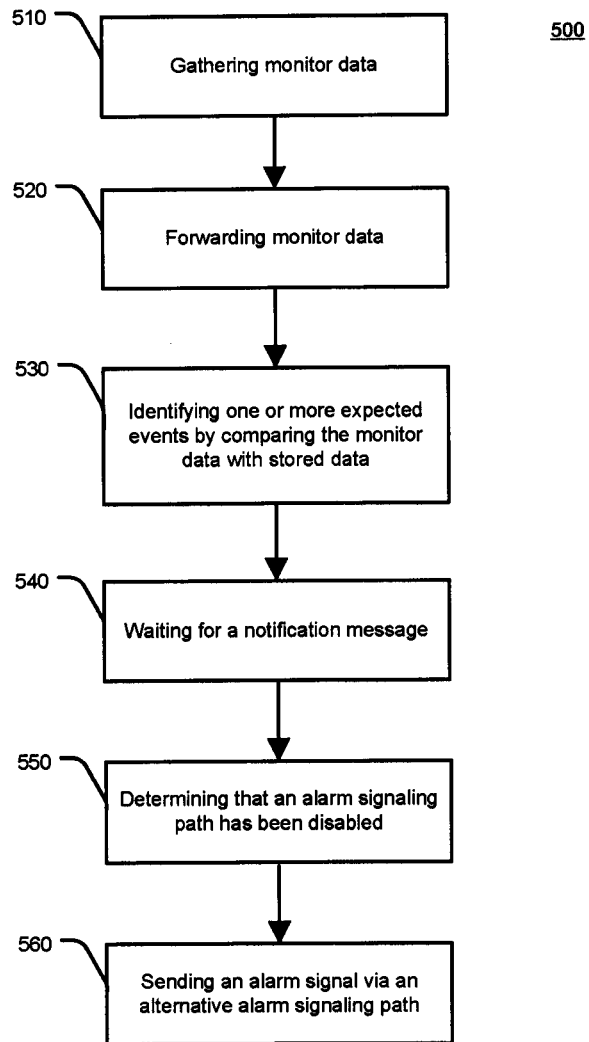 510
500
Gathering monitor data
520
Forwarding monitor data
530
Identifying one or more expected
events by comparing the monitor
data with stored data
540
Waiting for a notification message
550
Determining that an alarm signaling
path has been disabled
560
Sending an alarm signal via an
alternative alarm signaling path